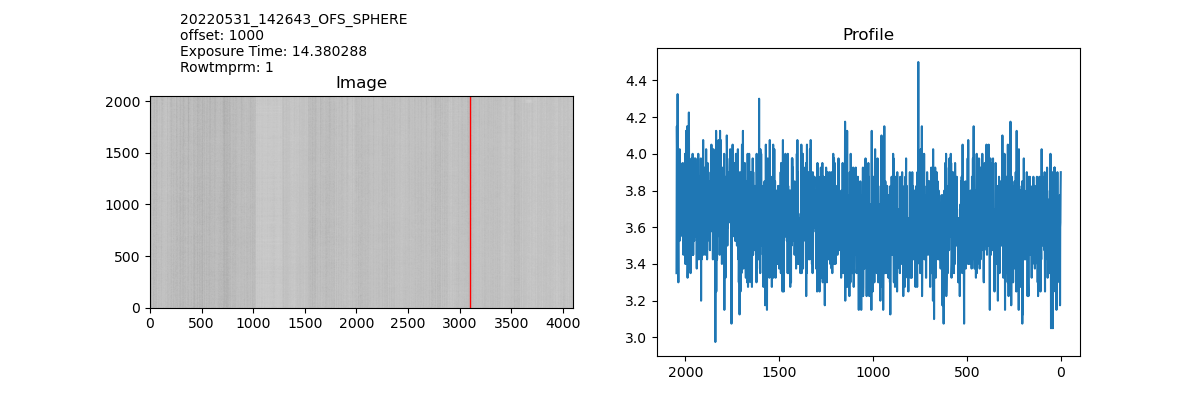 20220531_142643_OFS_SPHERE
offset: 1000
Exposure Time: 14.380288
Rowtmprm: 1
Image
2000
1500
1000
500
0
0 500 1000 1500 2000 2500 3000 3500 4000
Profile
4.4
4.2
4.0
3.8
3.6
3.4
3.2
3.0
2000 1500 1000 500 0